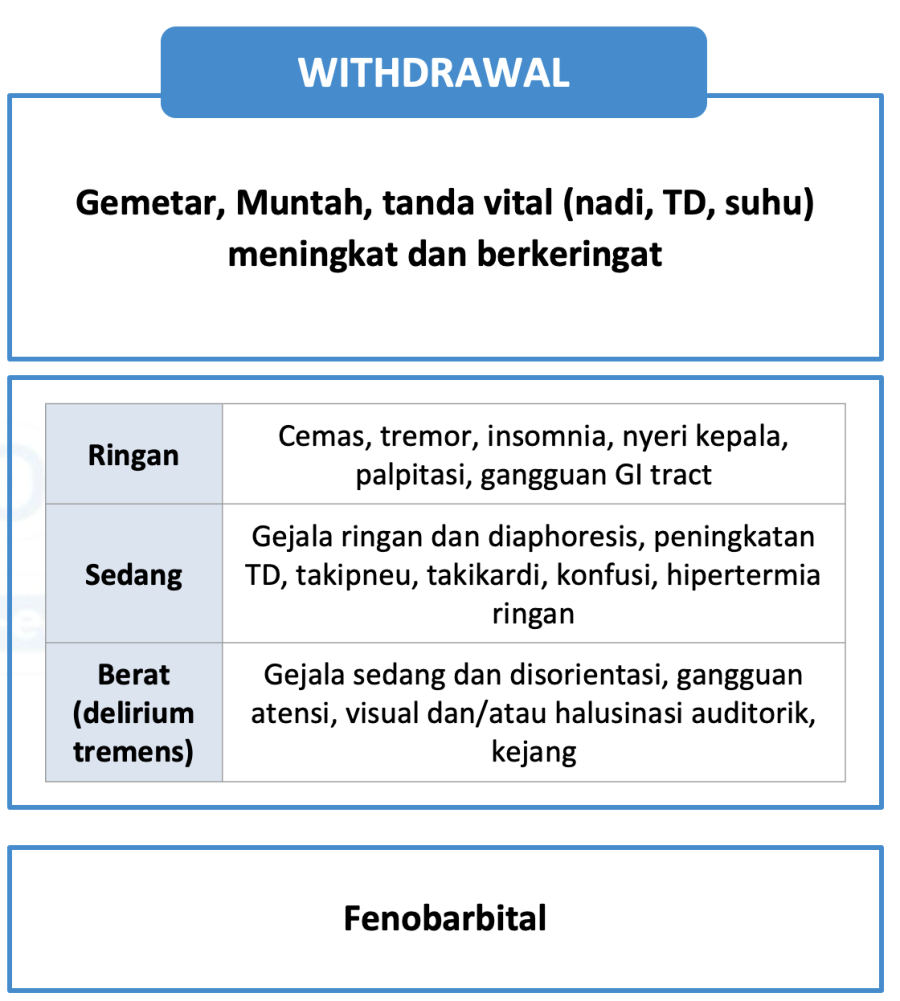 WITHDRAWAL
Gemetar, Muntah, tanda vital (nadi, TD, suhu)
meningkat dan berkeringat
Ringan
Cemas, tremor, insomnia, nyeri kepala,
palpitasi, gangguan GI tract
Sedang
Gejala ringan dan diaphoresis, peningkatan
TD, takipneu, takikardi, konfusi, hipertermia
ringan
Berat
(delirium
tremens)
Gejala sedang dan disorientasi, gangguan
atensi, visual dan/atau halusinasi auditorik,
kejang
Fenobarbital